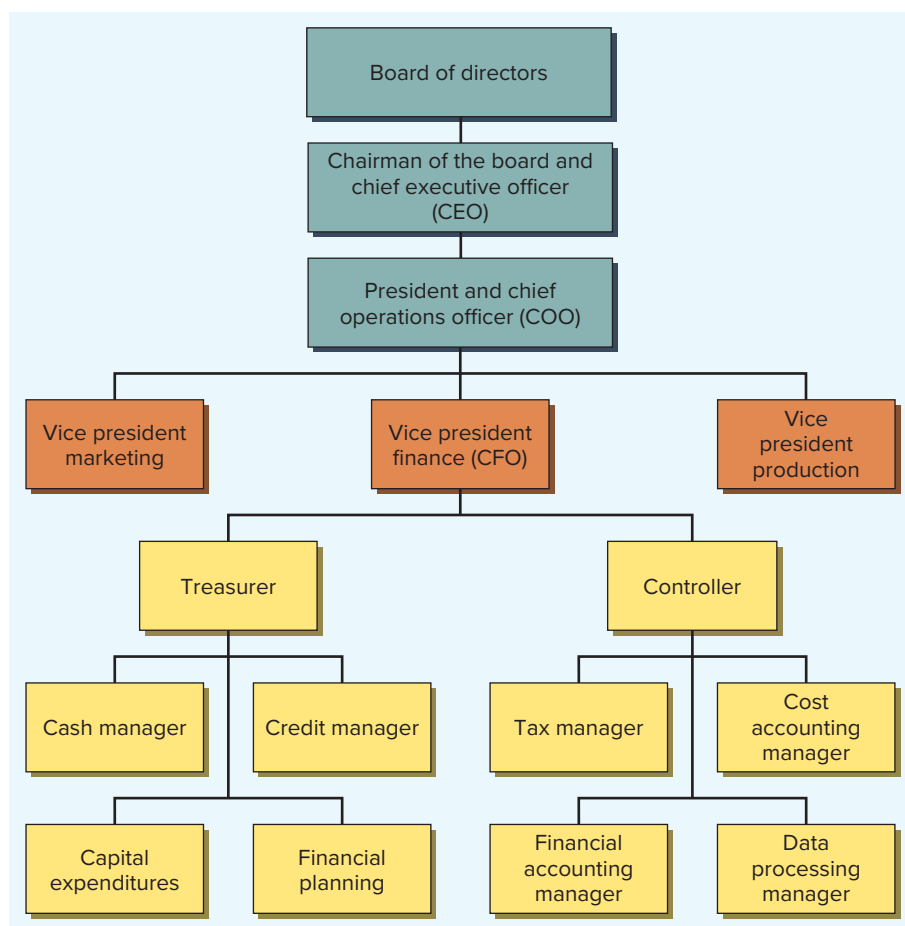 Board of directors
Chairman of the board and
chief executive officer
(CEO)
President and chief
operations officer (COO)
Vice president
marketing
Vice president
finance (CFO)
Vice
president
production
Treasurer
Controller
Cash manager
Credit manager
Tax manager
Cost
accounting
manager
Capital
expenditures
Financial
planning
Financial
accounting
manager
Data
processing
manager